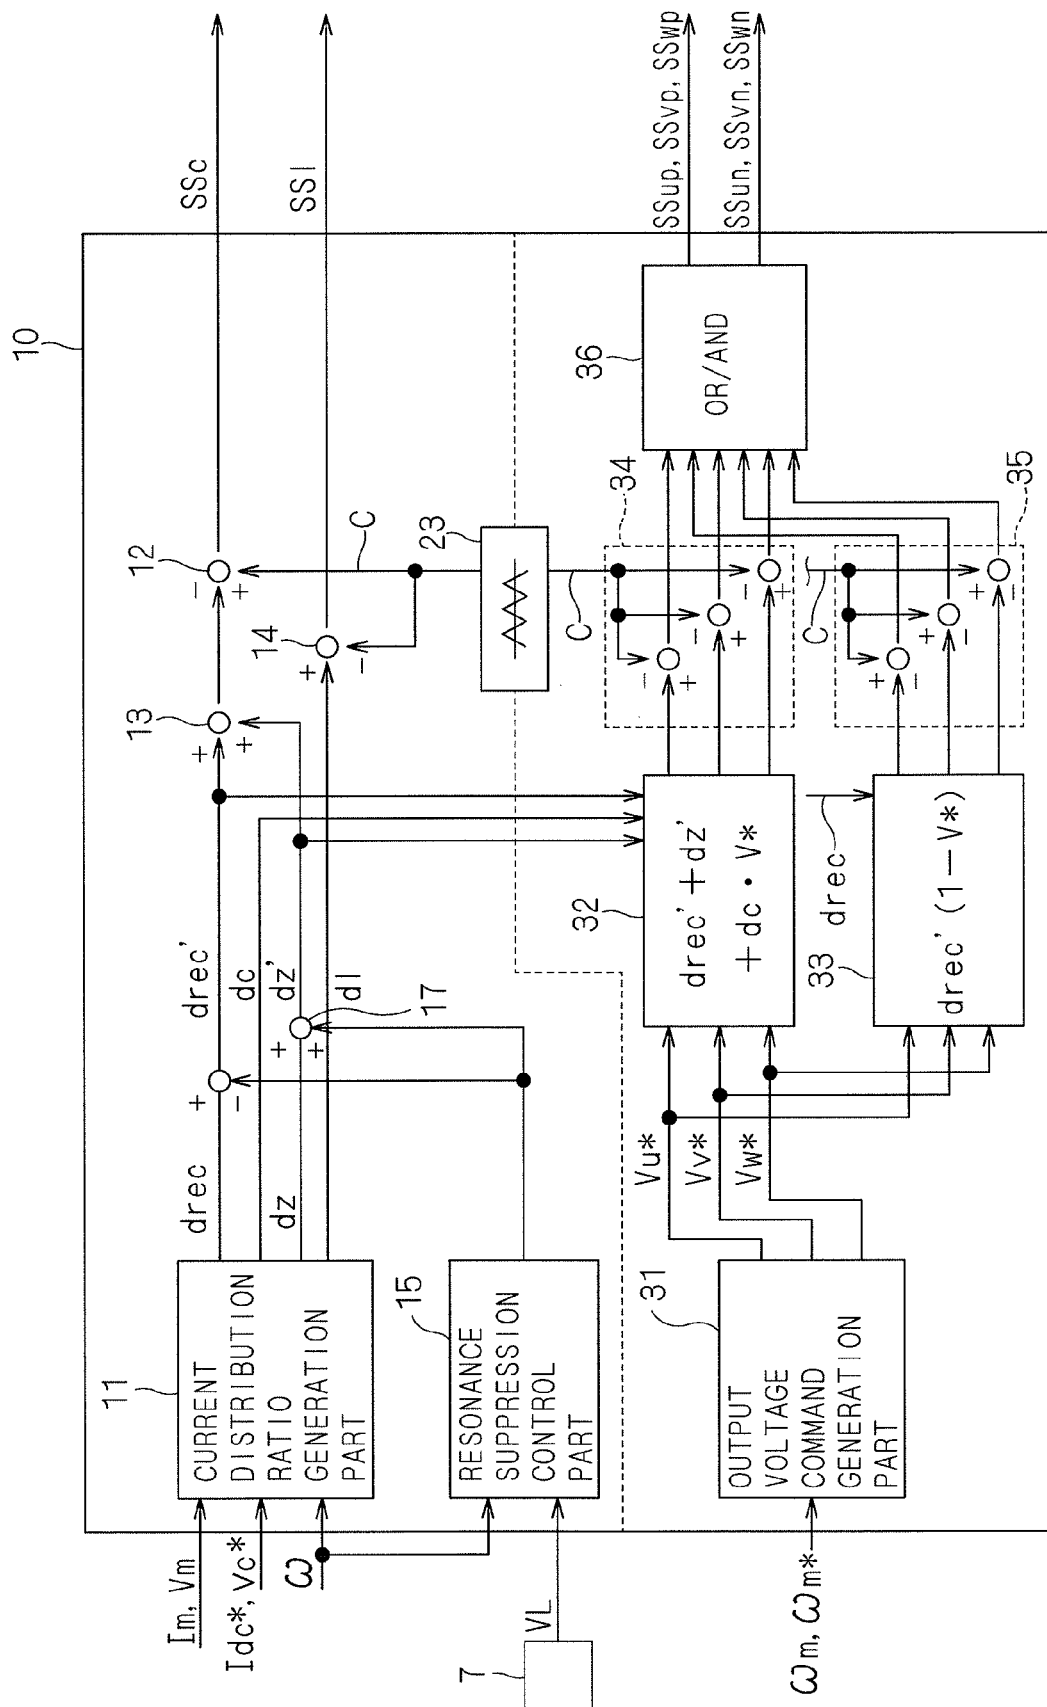 10
Im, Vm
Idc*, Vc*
ω
11
CURRENT
DISTRIBUTION
RATIO
GENERATION
PART
drec
+
−
drec'
dc
dz
dz'
+
+
17
dl
13
+
+
12
−
+
SSc
14
+
−
SSl
C
23
7
VL
15
RESONANCE
SUPPRESSION
CONTROL
PART
ωm, ωm*
31
OUTPUT
VOLTAGE
COMMAND
GENERATION
PART
Vu*
Vv*
Vw*
32
drec'+dz'
+dc・V*
drec
33
drec' (1−V*)
C
34
−
+
−
+
−
+
C
35
+
−
+
−
+
−
36
OR/AND
SSup, SSvp, SSwp
SSun, SSvn, SSwn